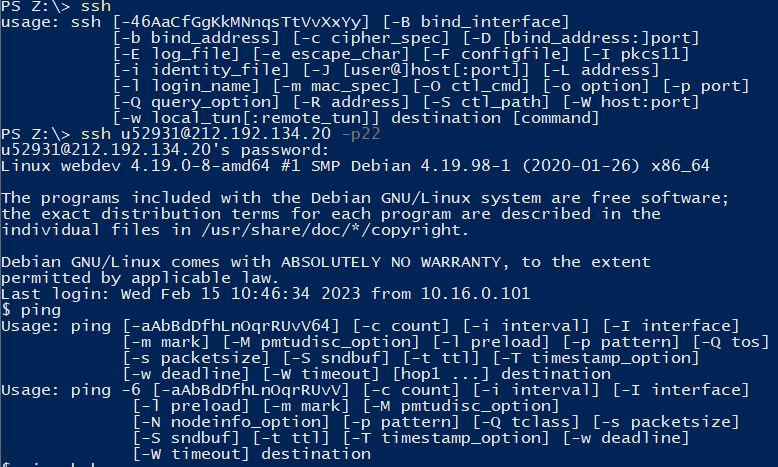 PS Z:\> ssh
usage: ssh [-46AaCfGgKkMNnqsTtVvXxYy] [-B bind_interface]
           [-b bind_address] [-c cipher_spec] [-D [bind_address:]port]
           [-E log_file] [-e escape_char] [-F configfile] [-I pkcs11]
           [-i identity_file] [-J [user@]host[:port]] [-L address]
           [-l login_name] [-m mac_spec] [-O ctl_cmd] [-o option] [-p port]
           [-Q query_option] [-R address] [-S ctl_path] [-W host:port]
           [-w local_tun[:remote_tun]] destination [command]
PS Z:\> ssh u52931@212.192.134.20 -p22
u52931@212.192.134.20's password:
Linux webdev 4.19.0-8-amd64 #1 SMP Debian 4.19.98-1 (2020-01-26) x86_64

The programs included with the Debian GNU/Linux system are free software;
the exact distribution terms for each program are described in the
individual files in /usr/share/doc/*/copyright.

Debian GNU/Linux comes with ABSOLUTELY NO WARRANTY, to the extent
permitted by applicable law.
Last login: Wed Feb 15 10:46:34 2023 from 10.16.0.101
$ ping
Usage: ping [-aAbBdDfhLnOqrRUvV64] [-c count] [-i interval] [-I interface]
            [-m mark] [-M pmtudisc_option] [-l preload] [-p pattern] [-Q tos]
            [-s packetsize] [-S sndbuf] [-t ttl] [-T timestamp_option]
            [-w deadline] [-W timeout] [hop1 ...] destination
Usage: ping -6 [-aAbBdDfhLnOqrRUvV] [-c count] [-i interval] [-I interface]
             [-l preload] [-m mark] [-M pmtudisc_option]
             [-N nodeinfo_option] [-p pattern] [-Q tclass] [-s packetsize]
             [-S sndbuf] [-t ttl] [-T timestamp_option] [-w deadline]
             [-W timeout] destination